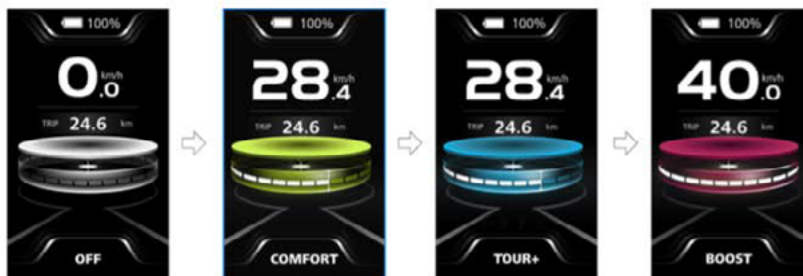 100%
0.0 km/h
TRIP 24.6 km
OFF
100%
28.4 km/h
TRIP 24.6 km
COMFORT
100%
28.4 km/h
TRIP 24.6 km
TOUR+
100%
40.0 km/h
TRIP 24.6 km
BOOST